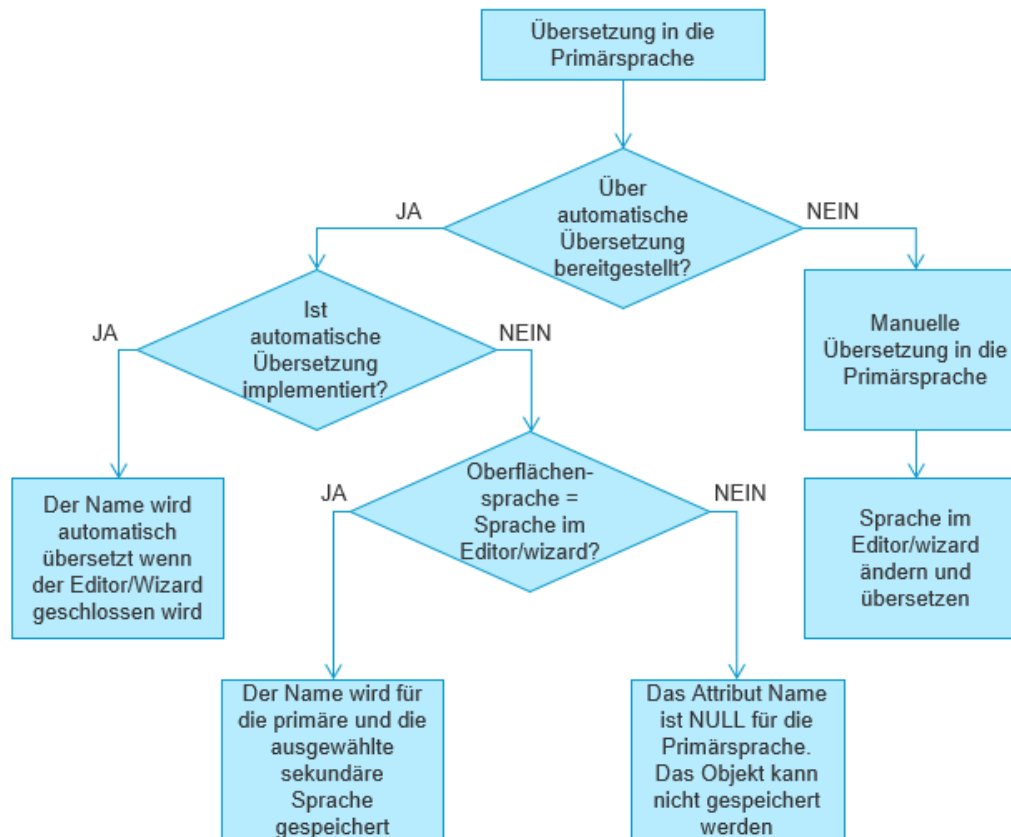 Übersetzung in die
Primärsprache
Über
automatische
Übersetzung
bereitgestellt?
JA
NEIN
Ist
automatische
Übersetzung
implementiert?
JA
NEIN
Manuelle
Übersetzung in die
Primärsprache
Oberflächen-
sprache =
Sprache im
Editor/wizard?
JA
NEIN
Der Name wird
automatisch
übersetzt wenn
der Editor/Wizard
geschlossen wird
Sprache im
Editor/wizard
ändern und
übersetzen
Der Name wird für
die primäre und die
ausgewählte
sekundäre
Sprache
gespeichert
Das Attribut Name
ist NULL für die
Primärsprache.
Das Objekt kann
nicht gespeichert
werden